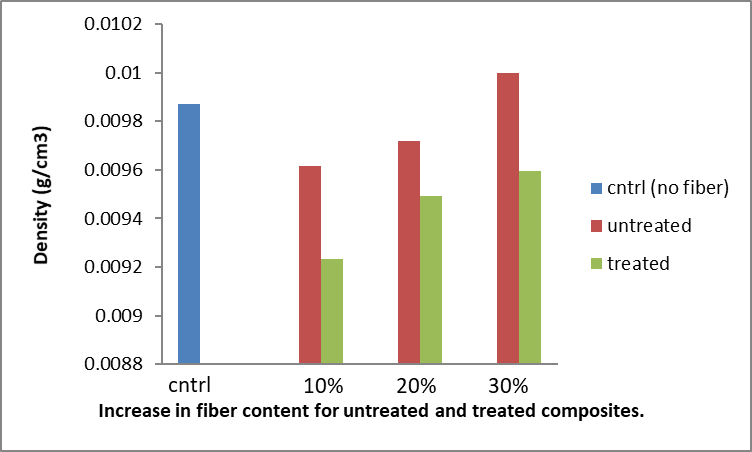 0.0102
0.01
0.0098
0.0096
0.0094
0.0092
0.009
0.0088
Density (g/cm3)
cntrl 10% 20% 30%
Increase in fiber content for untreated and treated composites.
cntrl (no fiber)
untreated
treated